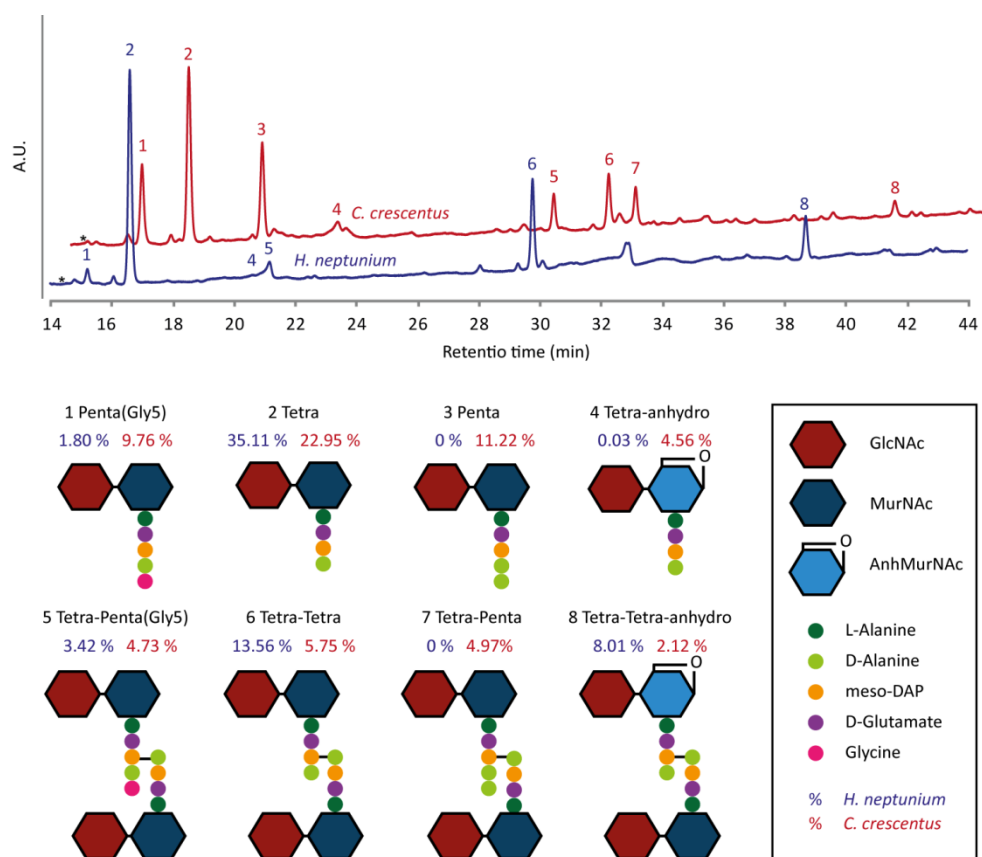 2
2
1
3
6
6
7
5
8
8
4
C. crescentus
*
1
4
5
H. neptunium
*
A.U.
14 16 18 20 22 24 26 28 30 32 34 36 38 40 42 44
Retentio time (min)
1 Penta(Gly5)
1.80 % 9.76 %
2 Tetra
35.11 % 22.95 %
3 Penta
0 % 11.22 %
4 Tetra-anhydro
0.03 % 4.56 %
O
5 Tetra-Penta(Gly5)
3.42 % 4.73 %
6 Tetra-Tetra
13.56 % 5.75 %
7 Tetra-Penta
0 % 4.97%
8 Tetra-Tetra-anhydro
8.01 % 2.12 %
O
GlcNAc
MurNAc
O
AnhMurNAc
L-Alanine
D-Alanine
meso-DAP
D-Glutamate
Glycine
% H. neptunium
% C. crescentus